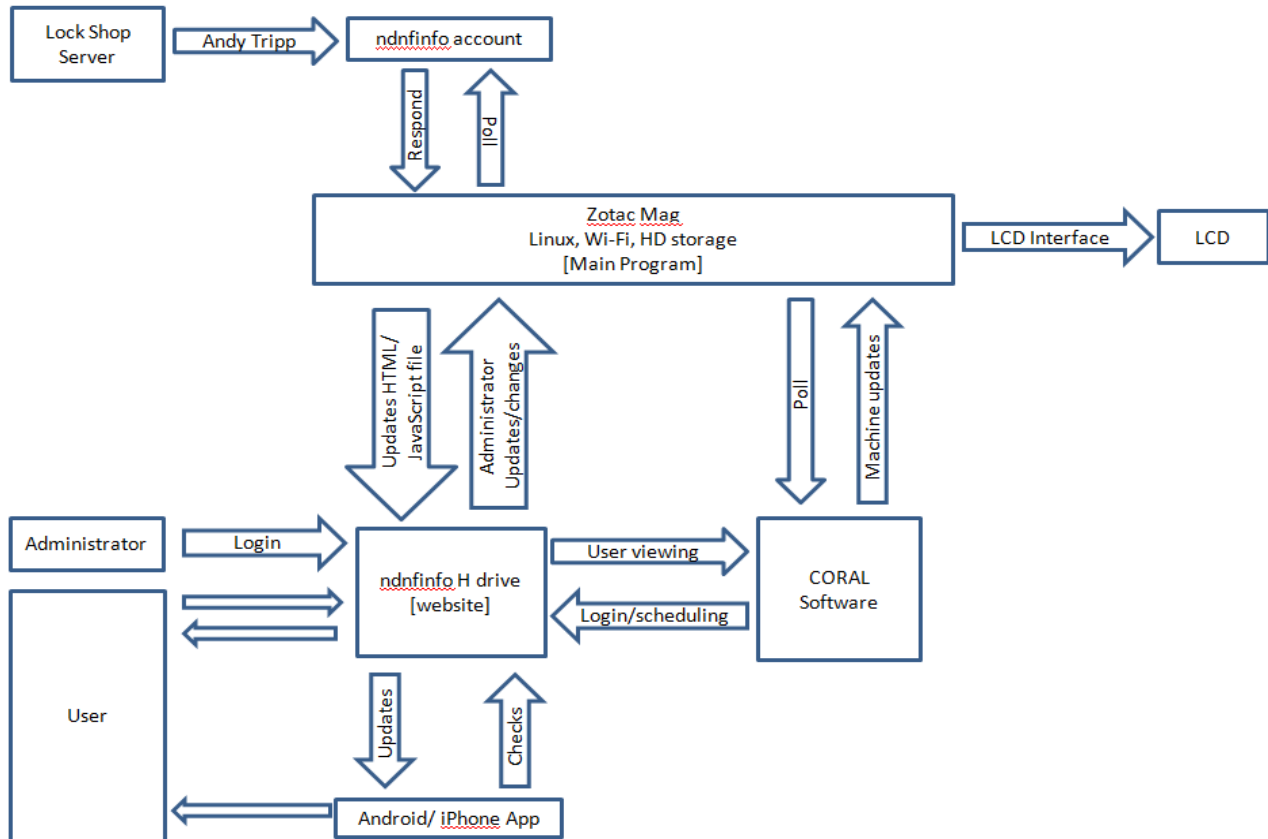 Lock Shop
Server
Andy Tripp
ndnfinfo account
Respond
Poll
Zotac Mag
Linux, Wi-Fi, HD storage
[Main Program]
LCD Interface
LCD
Updates HTML/
JavaScript file
Administrator
Updates/changes
Poll
Machine updates
Administrator
Login
ndnfinfo H drive
[website]
User viewing
Login/scheduling
CORAL
Software
User
Updates
Checks
Android/ iPhone App